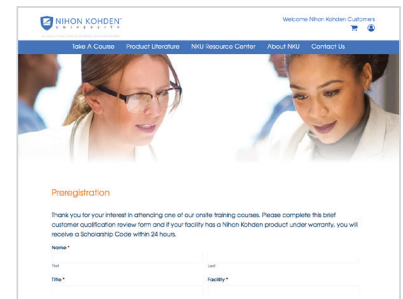 NIHON KOHDEN
UNIVERSITY
Welcome Nihon Kohden Customers
Take A Course Product Literature NKU Resource Center About NKU Contact Us
Preregistration
Thank you for your interest in attending one of our onsite training courses. Please complete this brief
customer qualification review form and if your facility has a Nihon Kohden product under warranty, you will
receive a Scholarship Code within 24 hours.
Name *
First Last
Title * Facility *